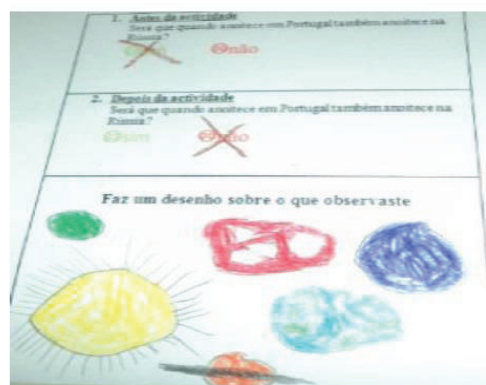 1. Antes da actividade
Será que quando anoitece em Portugal também anoitece na
Rússia?
não
2. Depois da actividade
Será que quando anoitece em Portugal também anoitece na
Rússia?
sim não
Faz um desenho sobre o que observaste